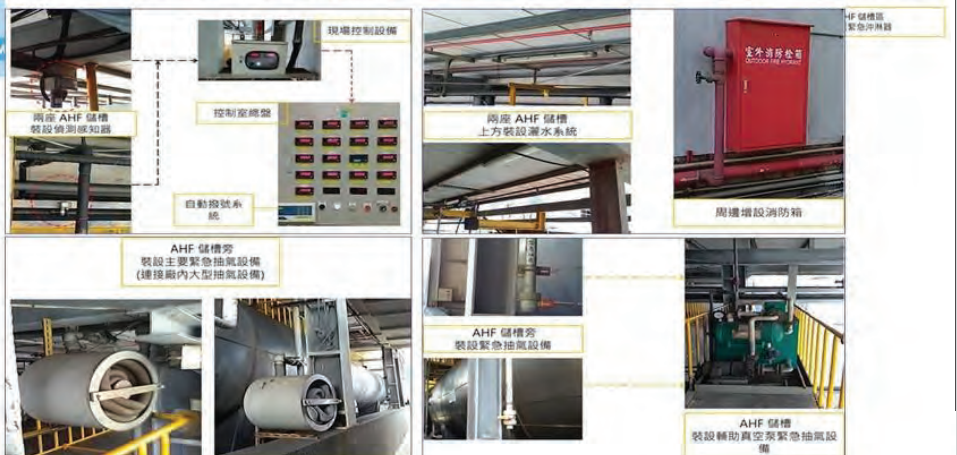 兩座 AHF 儲槽
裝設偵測感知器
現場控制設備
控制室總盤
自動撥號系
統
兩座 AHF 儲槽
上方裝設灑水系統
室外消防栓箱
OUTDOOR FIRE HYDRANT
周邊增設消防箱
HF 儲槽區
緊急沖淋器
AHF 儲槽旁
裝設主要緊急抽氣設備
(連接廠內大型抽氣設備)
AHF 儲槽旁
裝設緊急抽氣設備
AHF 儲槽
裝設輔助真空泵緊急抽氣設
備